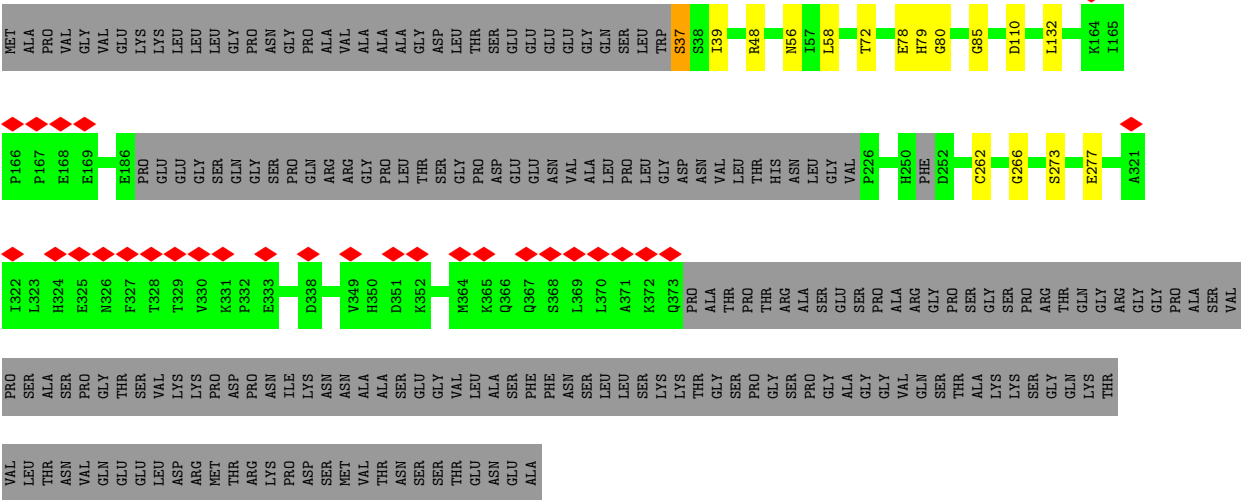 MET ALA PRO VAL GLY VAL GLU LYS LYS LEU LEU LEU GLY PRO ASN GLY PRO ALA VAL ALA ALA ALA GLY ASP LEU THR SER GLU GLU GLU GLU GLY GLN SER LEU TRP S37 S38 I39 R48 N56 I57 L58 T72 E78 H79 G80 G85 D110 L132 K164 I165
P166 P167 E168 E169 E186 PRO GLU GLU GLY SER GLN GLY SER PRO GLN ARG ARG GLY PRO LEU THR SER GLY PRO ASP GLU GLU ASN VAL ALA LEU PRO LEU GLY ASP ASN VAL LEU THR HIS ASN LEU GLY VAL P226 H250 PHE D252 C262 G266 S273 E277 A321
I322 L323 H324 E325 N326 F327 T328 T329 V330 K331 P332 E333 D338 V349 H350 D351 K352 M364 K365 Q366 Q367 S368 L369 L370 A371 K372 Q373 PRO ALA THR PRO THR ARG ALA SER GLU SER PRO ALA ARG GLY PRO SER GLY SER PRO ARG THR GLN GLY ARG GLY GLY PRO ALA SER VAL
PRO SER ALA SER PRO GLY THR SER VAL LYS LYS PRO ASP PRO ASN ILE LYS ASN ASN ALA ALA SER GLU GLY VAL LEU ALA SER PHE PHE ASN SER LEU LEU SER LYS LYS THR GLY SER PRO GLY SER PRO GLY ALA GLY GLY VAL GLN SER THR ALA LYS LYS SER GLY GLN LYS THR
VAL LEU THR ASN VAL GLN GLU GLU LEU ASP ARG MET THR ARG LYS PRO ASP SER MET VAL THR ASN SER SER THR GLU ASN GLU ALA